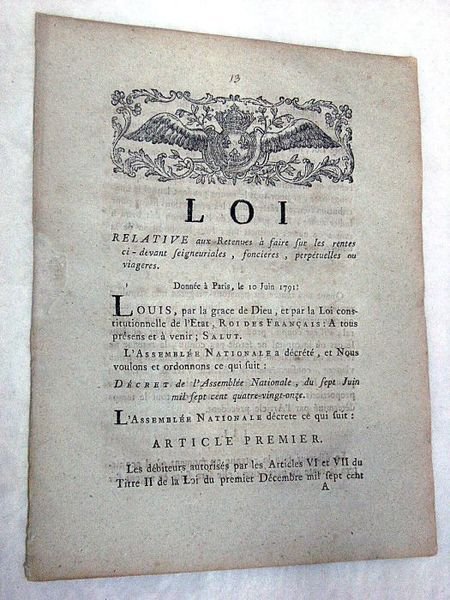 13
LOI
RELATIVE aux Retenues à faire sur les rentes
ci-devant seigneuriales, foncieres, perpétuelles ou
viageres.
Donnée à Paris, le 10 Juin 1791.
LOUIS, par la grace de Dieu, et par la Loi cons-
titutionnelle de l'Etat, ROI DES FRANÇAIS: A tous
présens et à venir; SALUT.
L'ASSEMBLÉE NATIONALE a décrété, et Nous
voulons et ordonnons ce qui suit:
DÉCRET de l'Assemblée Nationale, du sept Juin
mil sept cent quatre-vingt-onze.
L'ASSEMBLÉE NATIONALE décrete ce qui suit:
ARTICLE PREMIER.
Les débiteurs autorisés par les Articles VI et VII du
Titre II de la Loi du premier Décembre mil sept cent
A